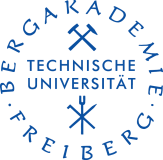 BERGAKADEMIE
TECHNISCHE
UNIVERSITÄT
· FREIBERG ·